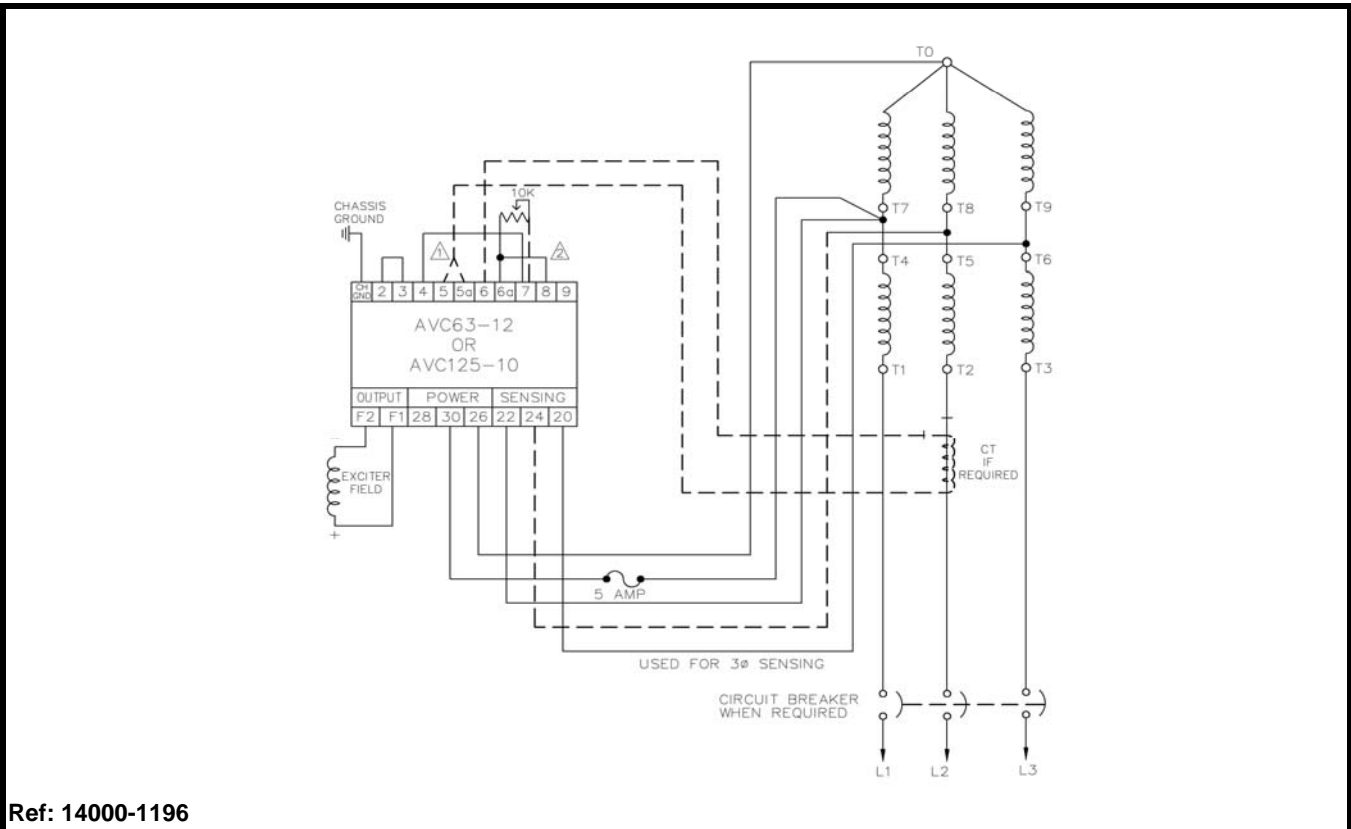 T0
10K
CHASSIS
GROUND
T7
T8
T9
1
2
T4
T5
T6
CH
GND
2
3
4
5
5a
6
6a
7
8
9
AVC63-12
OR
AVC125-10
T1
T2
T3
OUTPUT
POWER
SENSING
F2
F1
28
30
26
22
24
20
-
EXCITER
FIELD
+
CT
IF
REQUIRED
5 AMP
USED FOR 3ø SENSING
CIRCUIT BREAKER
WHEN REQUIRED
L1
L2
L3
Ref: 14000-1196